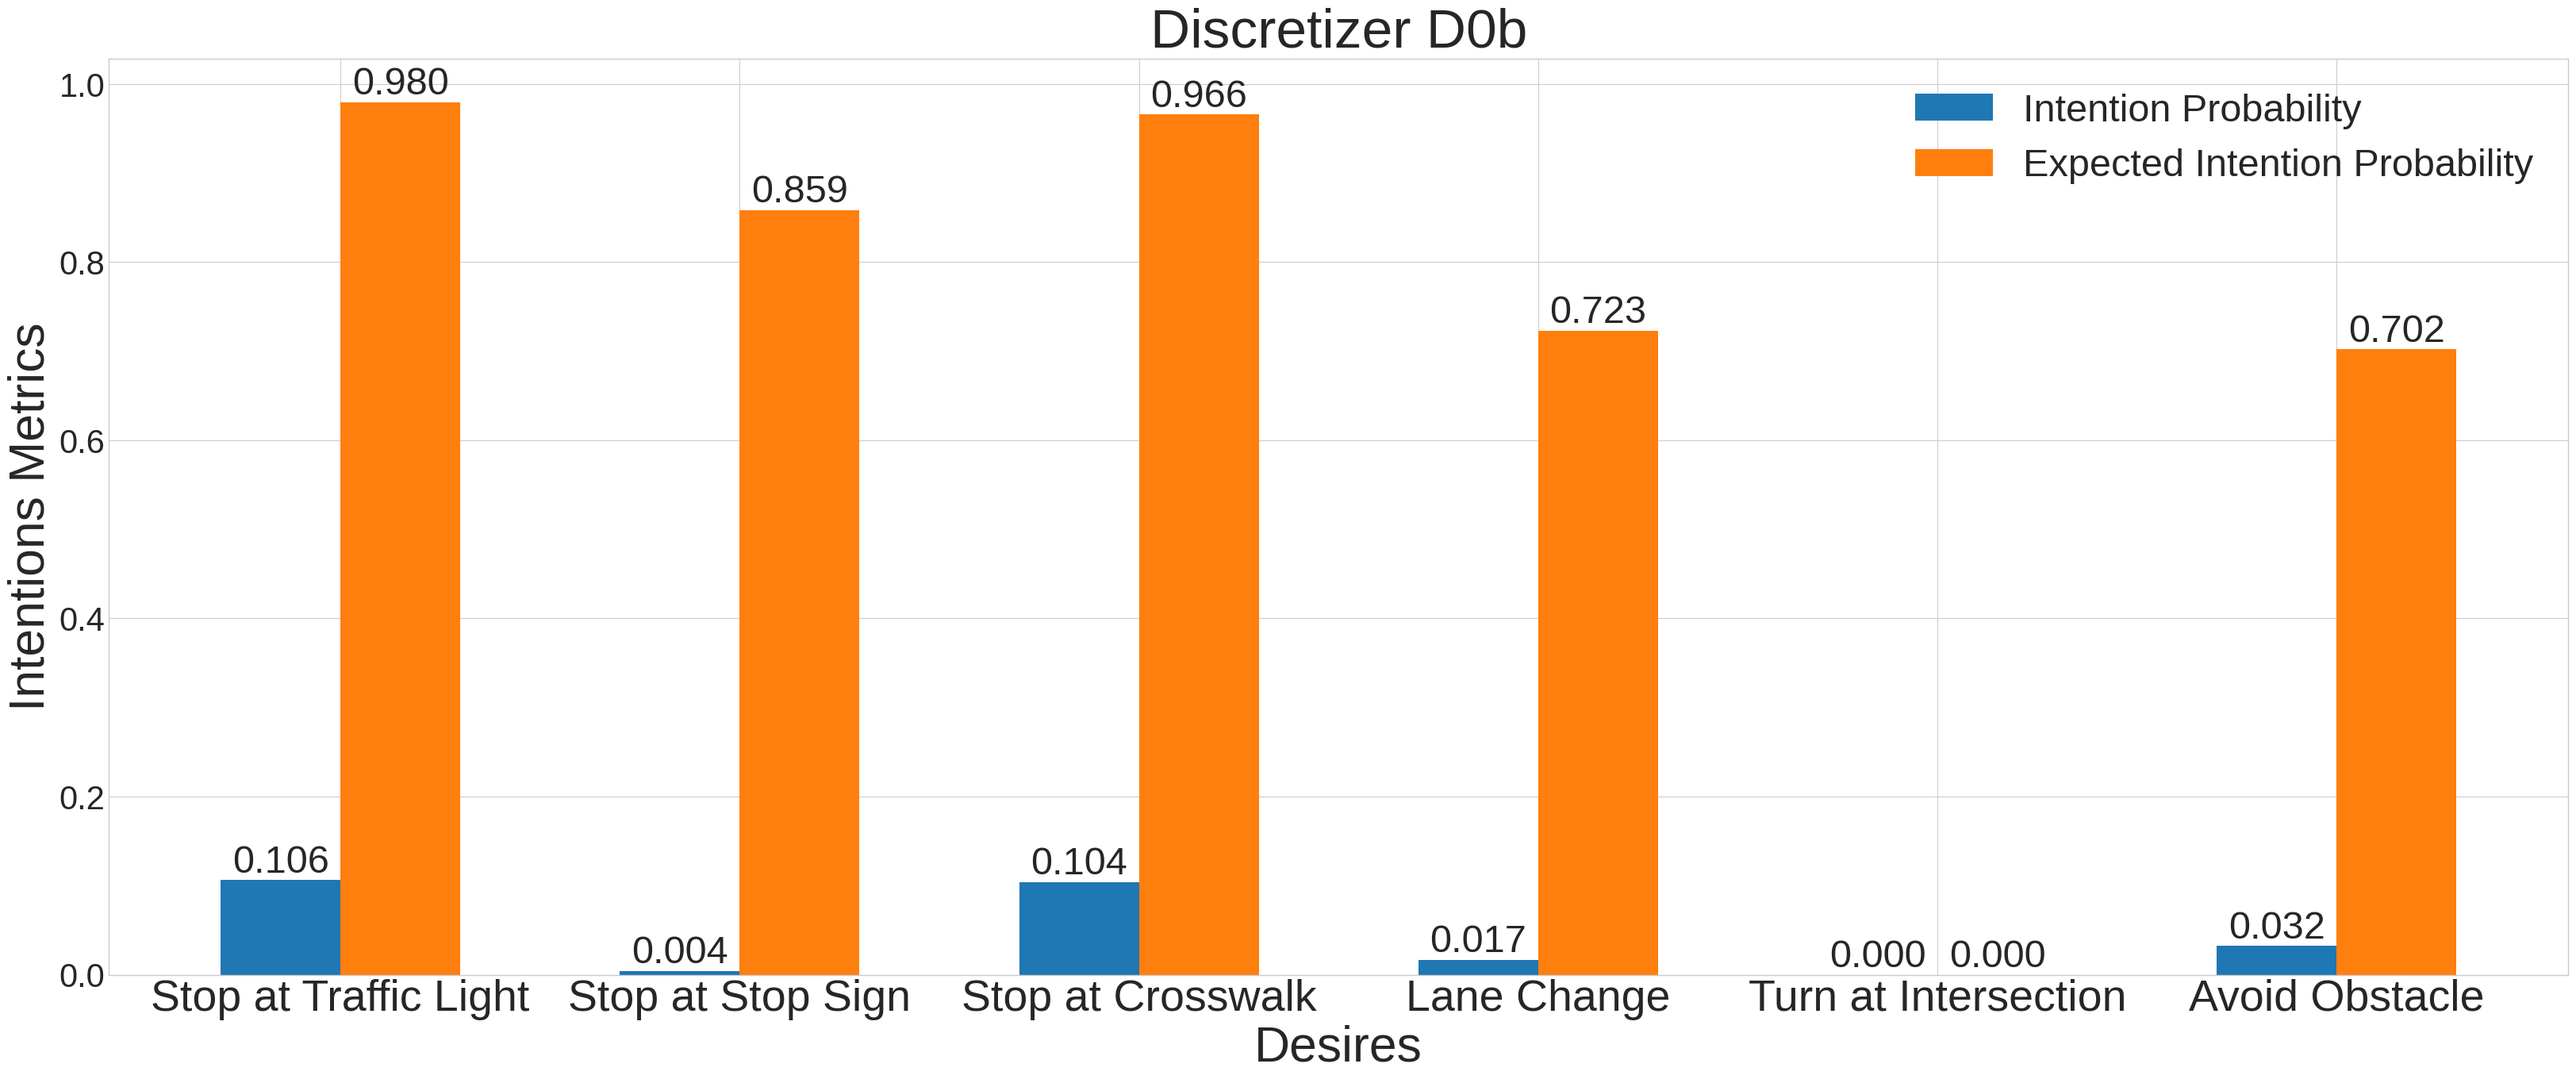 Discretizer D0b
Intention Probability
Expected Intention Probability
Intentions Metrics
1.0
0.8
0.6
0.4
0.2
0.0
0.106
0.980
0.004
0.859
0.104
0.966
0.017
0.723
0.000
0.000
0.032
0.702
Stop at Traffic Light
Stop at Stop Sign
Stop at Crosswalk
Lane Change
Turn at Intersection
Avoid Obstacle
Desires